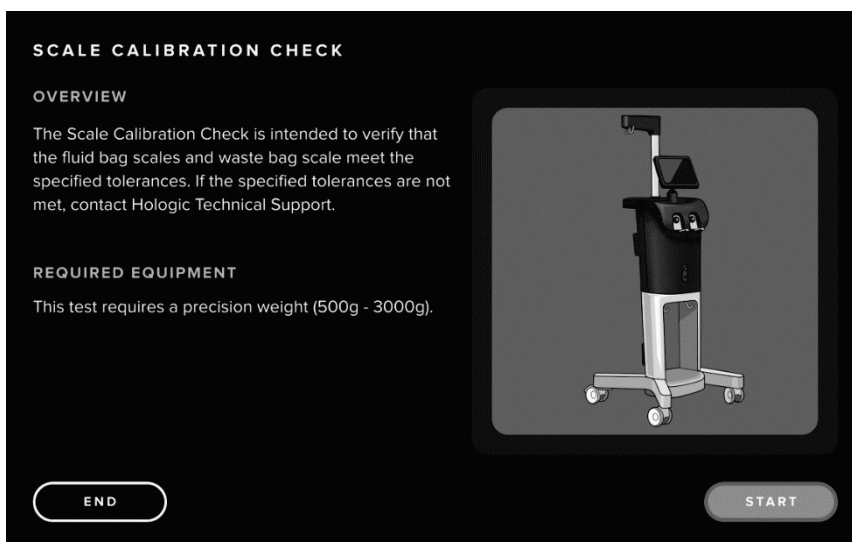 SCALE CALIBRATION CHECK
OVERVIEW
The Scale Calibration Check is intended to verify that
the fluid bag scales and waste bag scale meet the
specified tolerances. If the specified tolerances are not
met, contact Hologic Technical Support.
REQUIRED EQUIPMENT
This test requires a precision weight (500g - 3000g).
END
START